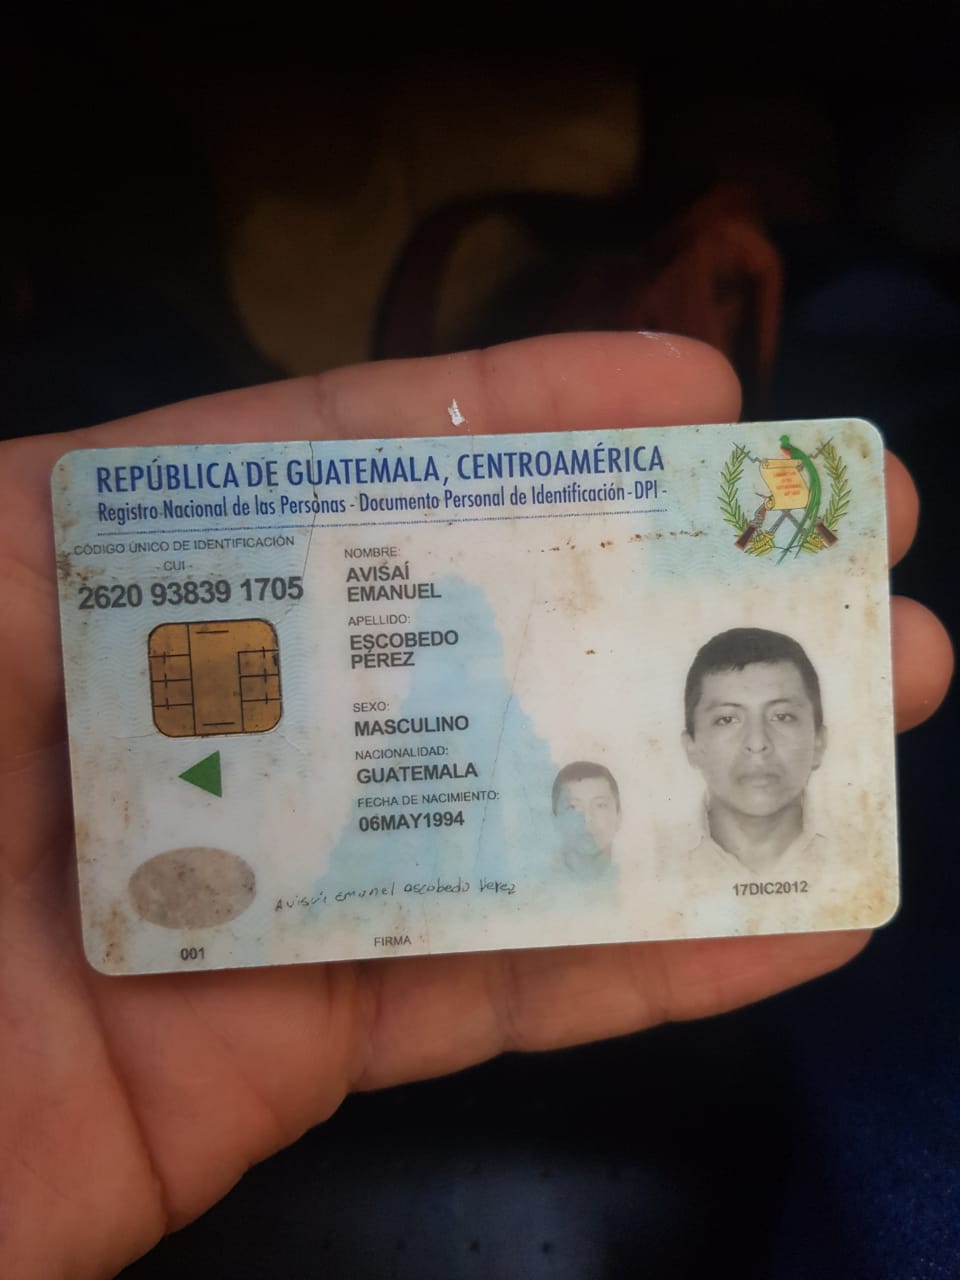 REPÚBLICA DE GUATEMALA, CENTROAMÉRICA
Registro Nacional de las Personas - Documento Personal de Identificación - DPI -
CÓDIGO ÚNICO DE IDENTIFICACIÓN
- CUI -
2620 93839 1705
NOMBRE:
AVISAÍ
EMANUEL
APELLIDO:
ESCOBEDO
PÉREZ
SEXO:
MASCULINO
NACIONALIDAD:
GUATEMALA
FECHA DE NACIMIENTO:
06MAY1994
17DIC2012
Avisaí Emanuel escobedo Perez
FIRMA
001